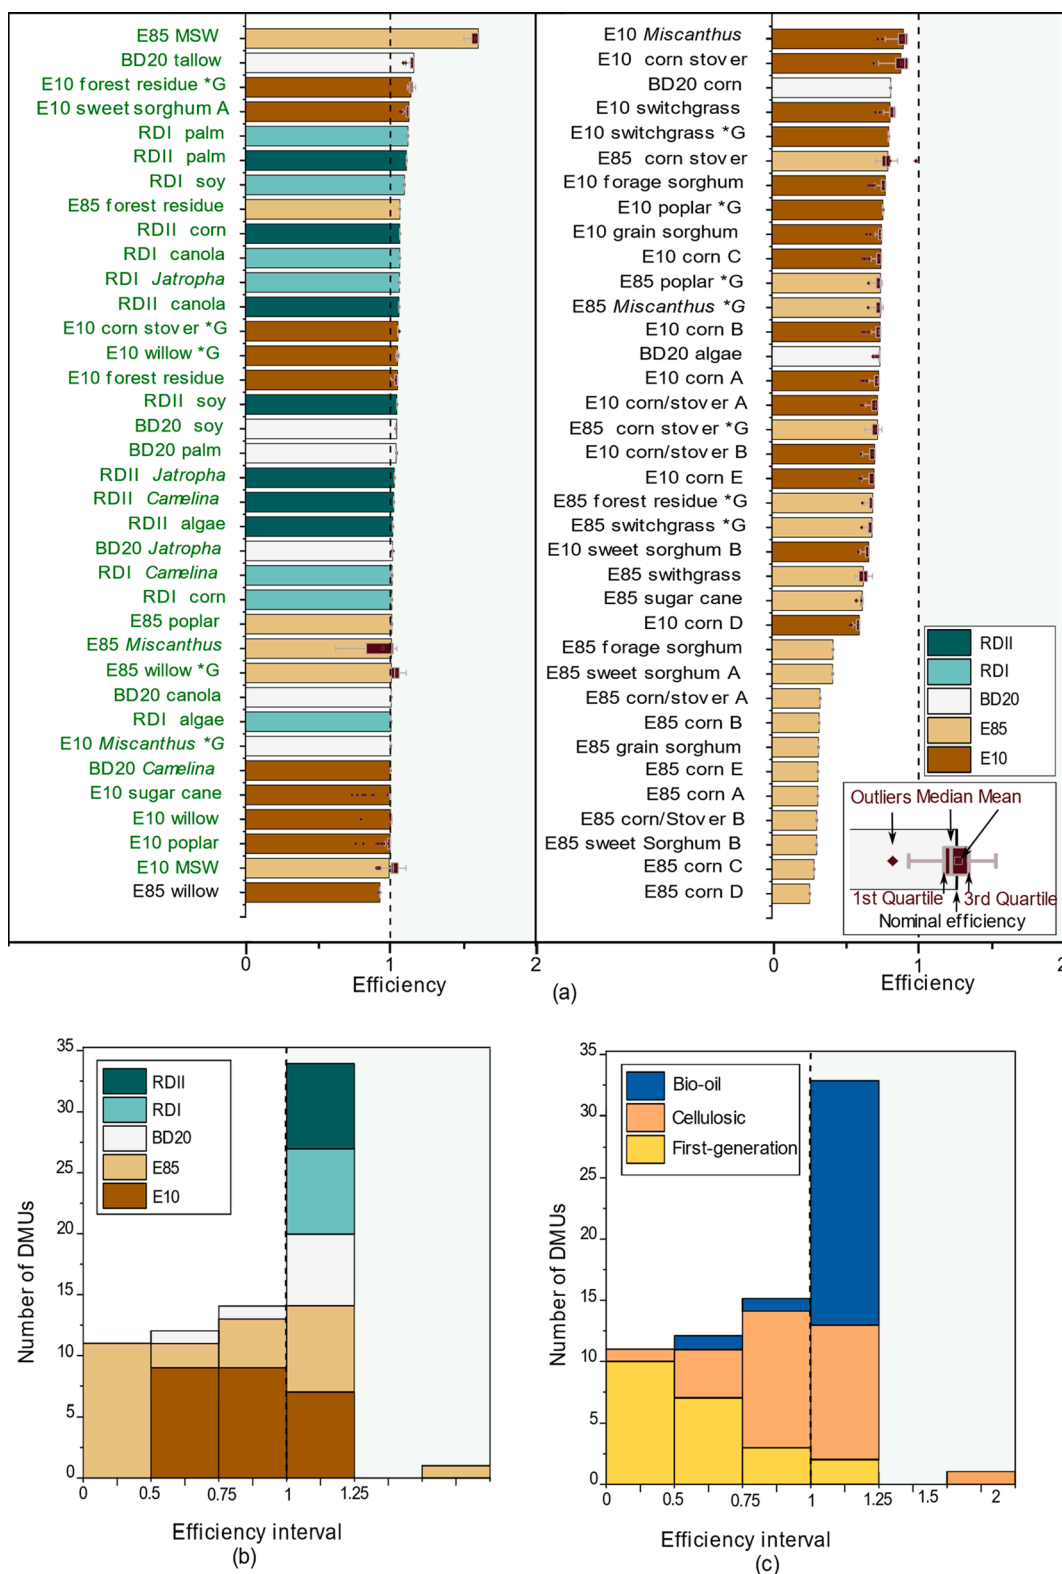 E85 MSW
BD20 tallow
E10 forest residue *G
E10 sweet sorghum A
RDI palm
RDII palm
RDI soy
E85 forest residue
RDII corn
RDI canola
RDI Jatropha
RDII canola
E10 corn stover *G
E10 willow *G
E10 forest residue
RDII soy
BD20 soy
BD20 palm
RDII Jatropha
RDII Camelina
RDII algae
BD20 Jatropha
RDI Camelina
RDI corn
E85 poplar
E85 Miscanthus
E85 willow *G
BD20 canola
RDI algae
E10 Miscanthus *G
BD20 Camelina
E10 sugar cane
E10 willow
E10 poplar
E10 MSW
E85 willow
0 1 2
Efficiency
E10 Miscanthus
E10 corn stover
BD20 corn
E10 switchgrass
E10 switchgrass *G
E85 corn stover
E10 forage sorghum
E10 poplar *G
E10 grain sorghum
E10 corn C
E85 poplar *G
E85 Miscanthus *G
E10 corn B
BD20 algae
E10 corn A
E10 corn/stover A
E85 corn stover *G
E10 corn/stover B
E10 corn E
E85 forest residue *G
E85 switchgrass *G
E10 sweet sorghum B
E85 swithgrass
E85 sugar cane
E10 corn D
E85 forage sorghum
E85 sweet sorghum A
E85 corn/stover A
E85 corn B
E85 grain sorghum
E85 corn E
E85 corn A
E85 corn/Stover B
E85 sweet Sorghum B
E85 corn C
E85 corn D
RDII
RDI
BD20
E85
E10
Outliers Median Mean
1st Quartile 3rd Quartile
Nominal efficiency
0 1 2
Efficiency
(a)
35
30
25
20
15
10
5
0
Number of DMUs
RDII
RDI
BD20
E85
E10
0 0.5 0.75 1 1.25
Efficiency interval
(b)
35
30
25
20
15
10
5
0
Number of DMUs
Bio-oil
Cellulosic
First-generation
0 0.5 0.75 1 1.25 1.5 2
Efficiency interval
(c)